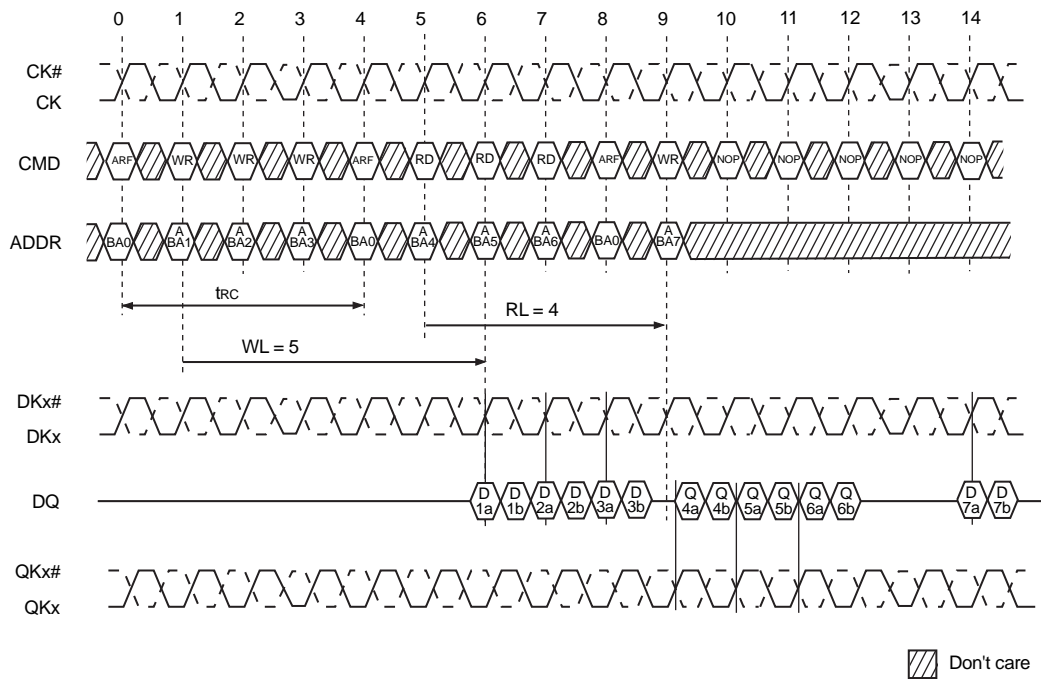 0 1 2 3 4 5 6 7 8 9 10 11 12 13 14
CK#
CK
CMD ARF WR WR WR ARF RD RD RD ARF WR NOP NOP NOP NOP NOP
ADDR BA0 A BA1 A BA2 A BA3 BA0 A BA4 A BA5 A BA6 BA0 A BA7
tRC
RL = 4
WL = 5
DKx#
DKx
DQ D 1a D 1b D 2a D 2b D 3a D 3b Q 4a Q 4b Q 5a Q 5b Q 6a Q 6b D 7a D 7b
QKx#
QKx
Don't care